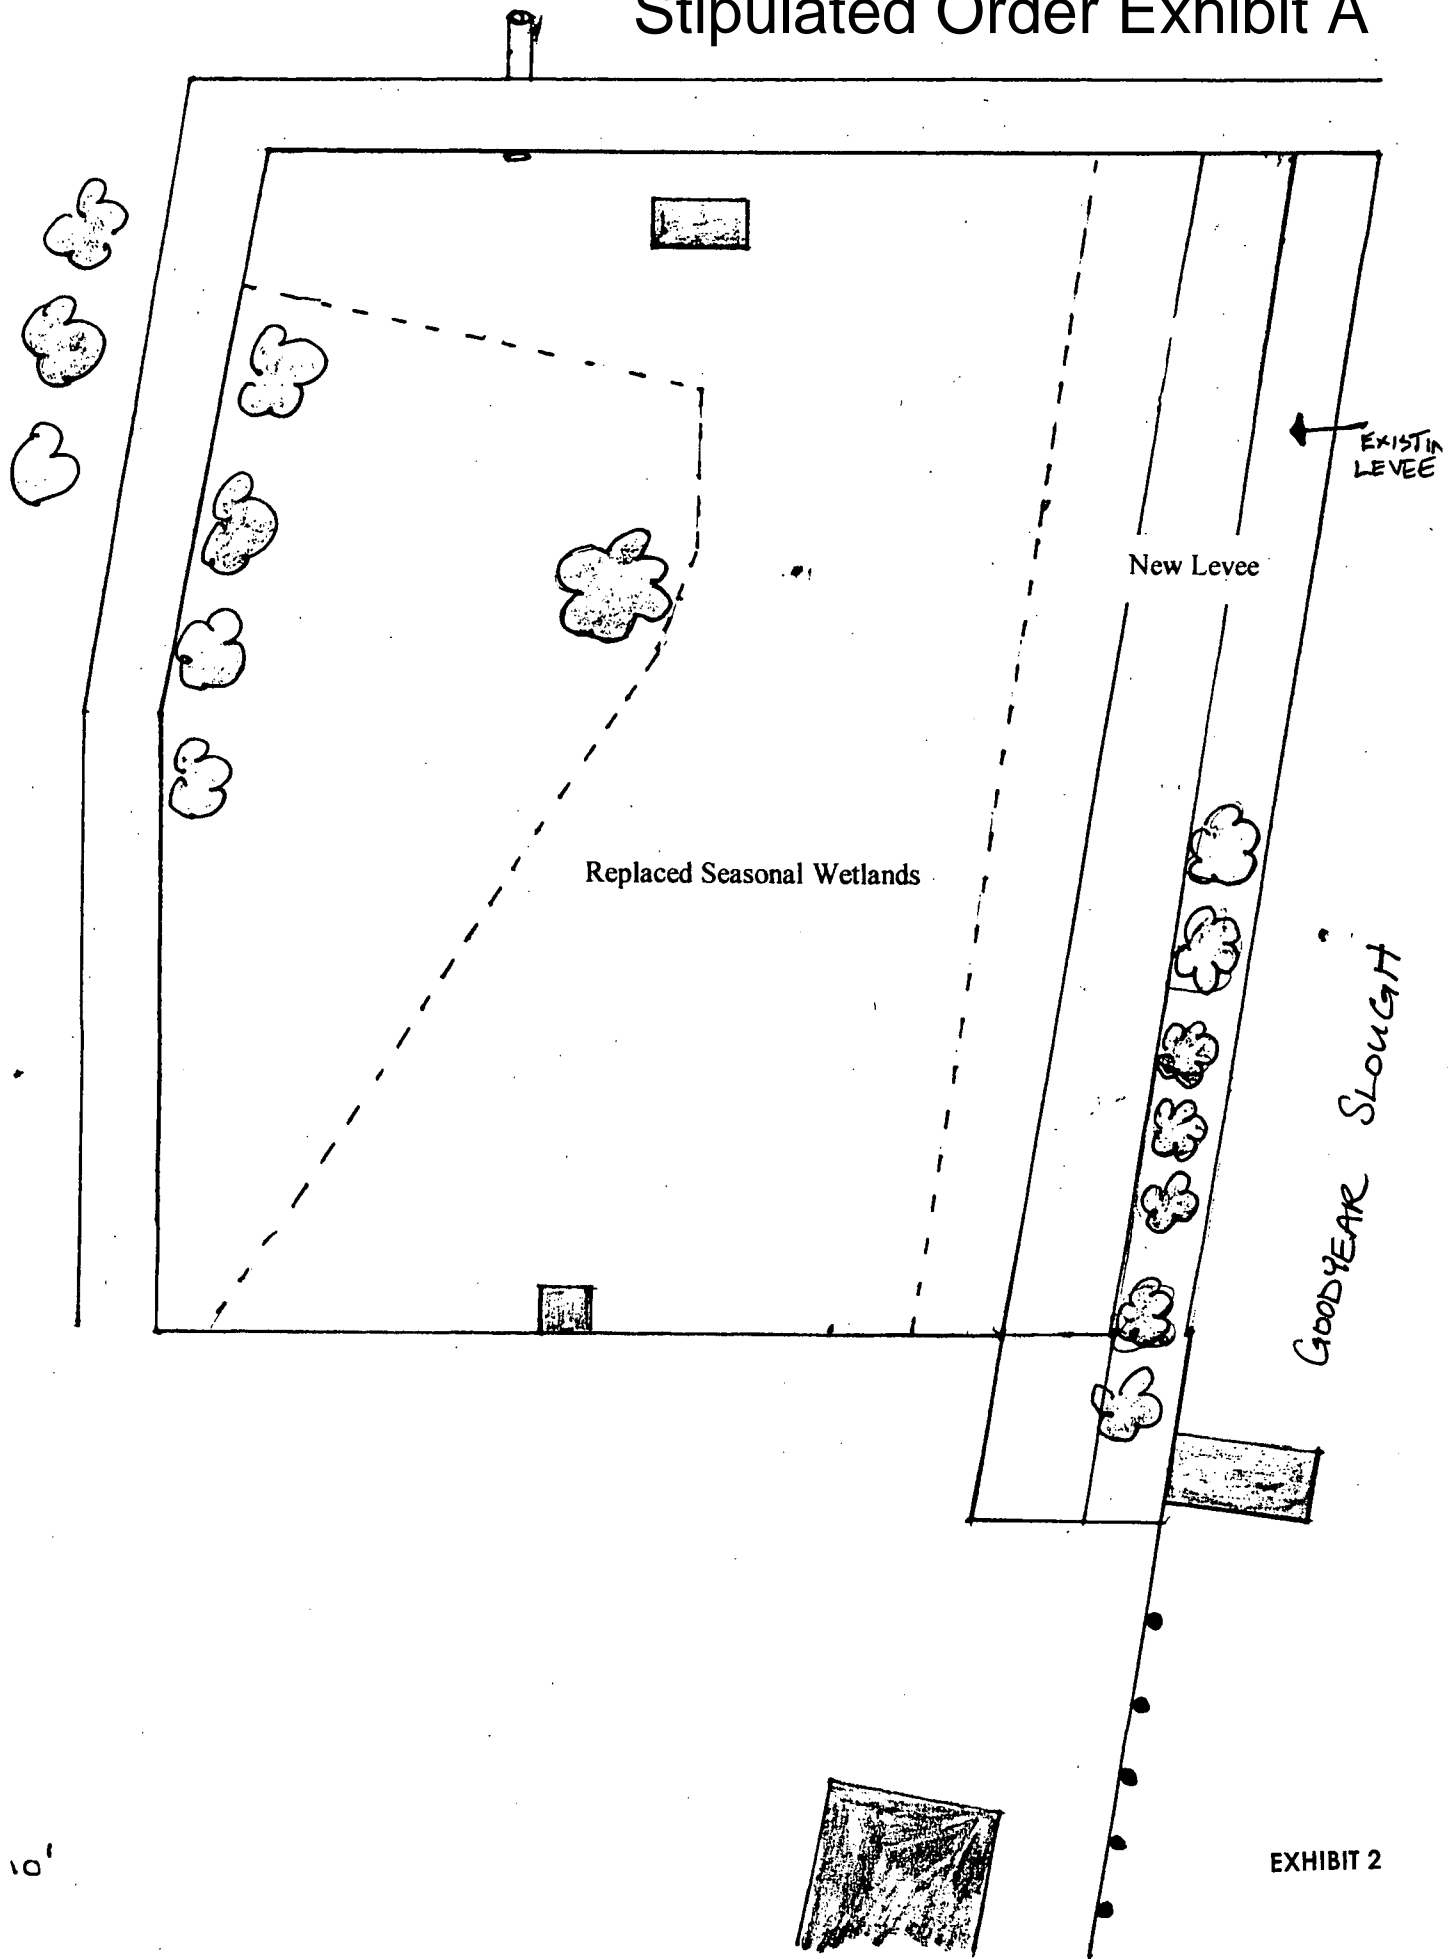 Stipulated Order Exhibit A
EXISTIN
LEVEE
New Levee
Replaced Seasonal Wetlands
GOODYEAR SLOUGH
10'
EXHIBIT 2